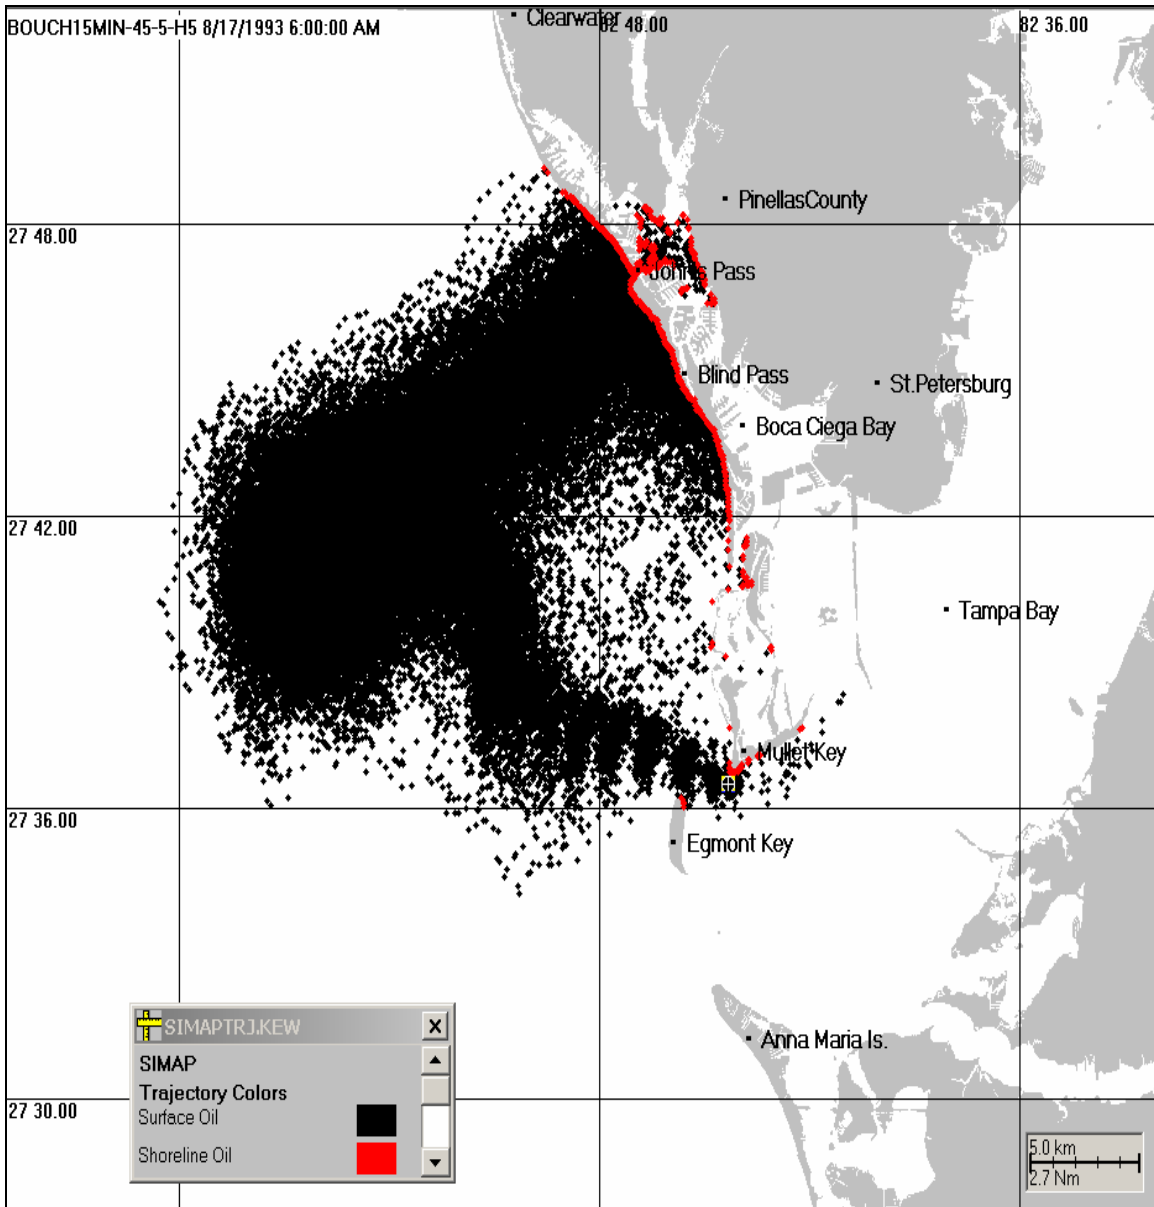 Clearwater
BOUCH15MIN-45-5-H5 8/17/1993 6:00:00 AM
82 48.00
82 36.00
PinellasCounty
27 48.00
John's Pass
Blind Pass
St.Petersburg
Boca Ciega Bay
27 42.00
Tampa Bay
Mullet Key
27 36.00
Egmont Key
SIMAPTRJ.KEW
X
Anna Maria Is.
SIMAP
Trajectory Colors
27 30.00
Surface Oil
Shoreline Oil
5.0 km
2.7 Nm